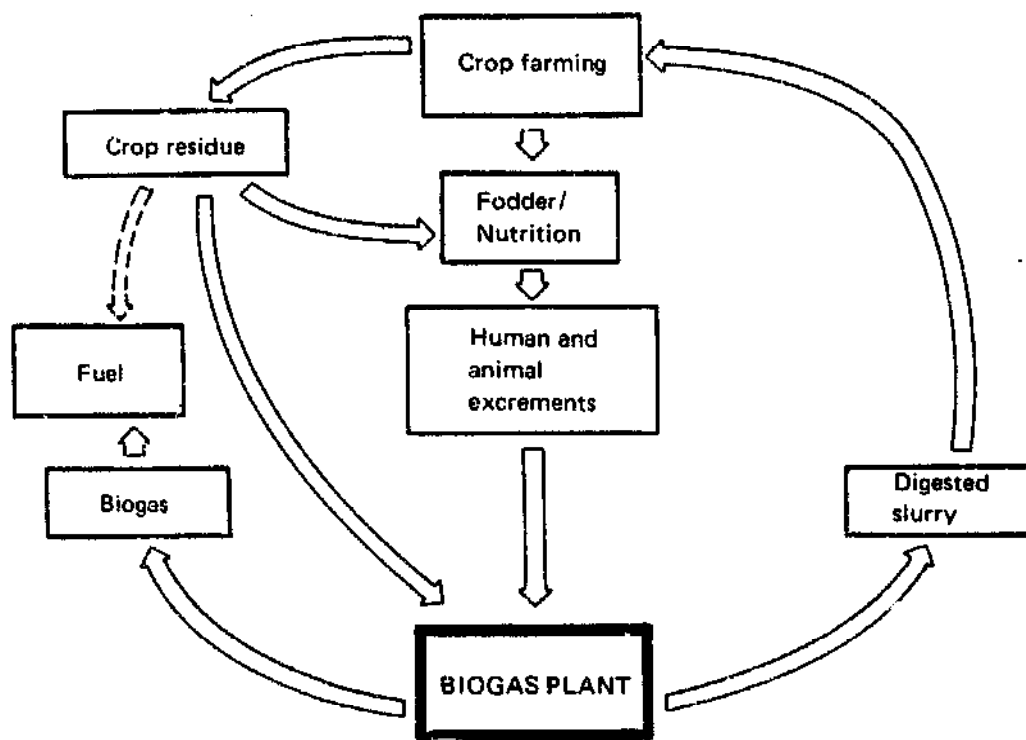 Crop farming
Crop residue
Fodder/
Nutrition
Human and
animal
excrements
Fuel
Biogas
Digested
slurry
BIOGAS PLANT